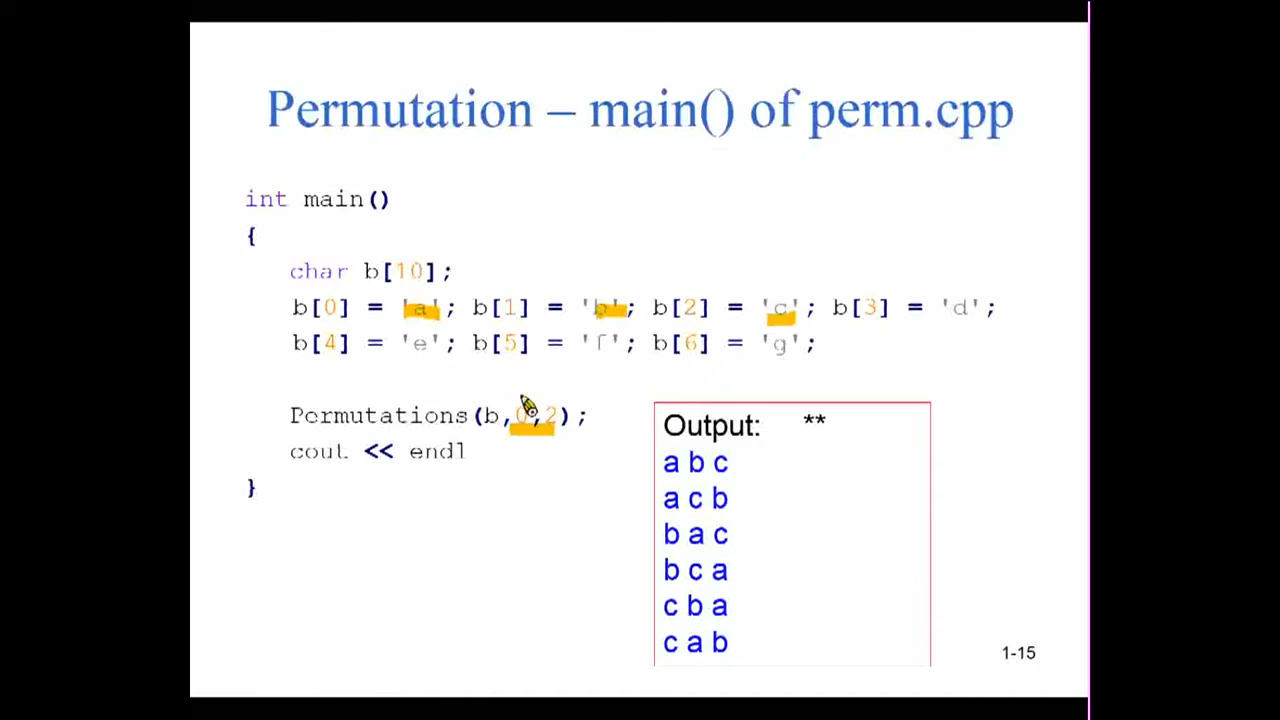 Permutation – main() of perm.cpp
int main()
{
char b[10];
b[0] = 'a'; b[1] = 'b'; b[2] = 'c'; b[3] = 'd';
b[4] = 'e'; b[5] = 'f'; b[6] = 'g';
Permutations(b,0,2);
cout << endl
}
Output: **
a b c
a c b
b a c
b c a
c b a
c a b
1-15